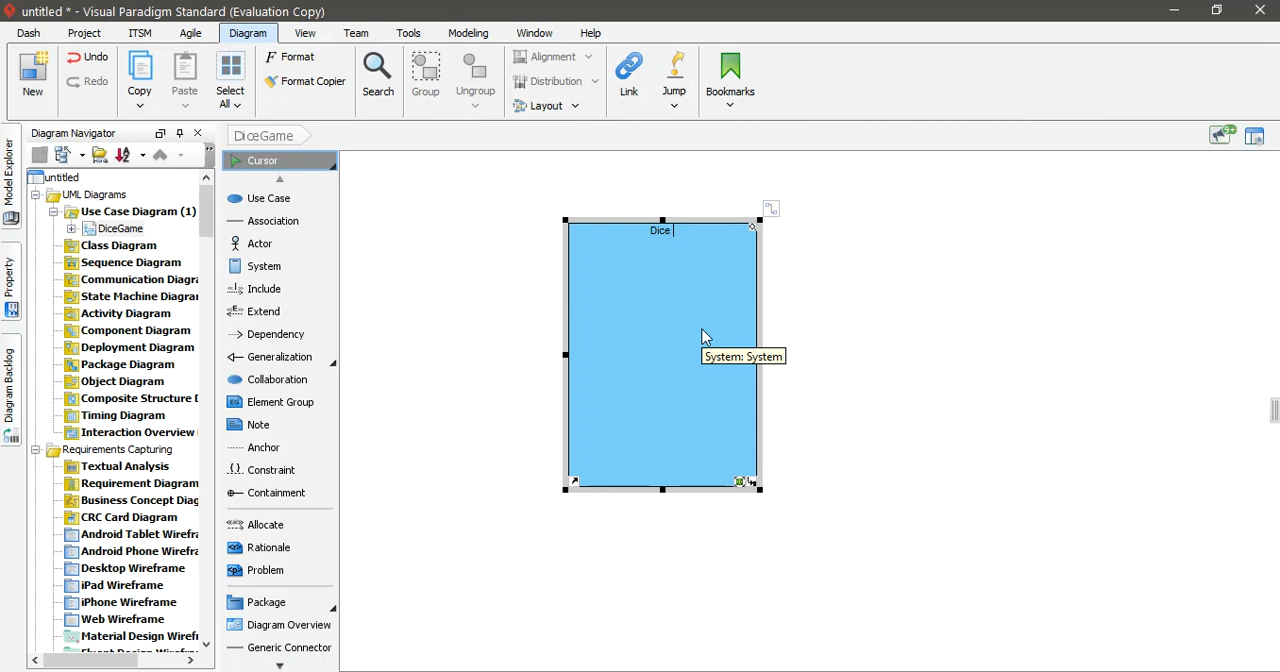 untitled * - Visual Paradigm Standard (Evaluation Copy)
Dash Project ITSM Agile Diagram View Team Tools Modeling Window Help
New
Undo
Redo
Copy
Paste
Select All
Format
Format Copier
Search
Group
Ungroup
Alignment
Distribution
Layout
Link
Jump
Bookmarks
Model Explorer
Property
Diagram Backlog
Diagram Navigator
untitled
UML Diagrams
Use Case Diagram (1)
DiceGame
Class Diagram
Sequence Diagram
Communication Diagra
State Machine Diagrar
Activity Diagram
Component Diagram
Deployment Diagram
Package Diagram
Object Diagram
Composite Structure D
Timing Diagram
Interaction Overview
Requirements Capturing
Textual Analysis
Requirement Diagram
Business Concept Diag
CRC Card Diagram
Android Tablet Wirefra
Android Phone Wirefra
Desktop Wireframe
iPad Wireframe
iPhone Wireframe
Web Wireframe
Material Design Wirefr
DiceGame
9+
Cursor
Use Case
Association
Actor
System
Include
Extend
Dependency
Generalization
Collaboration
Element Group
Note
Anchor
Constraint
Containment
Allocate
Rationale
Problem
Package
Diagram Overview
Generic Connector
Dice
System: System